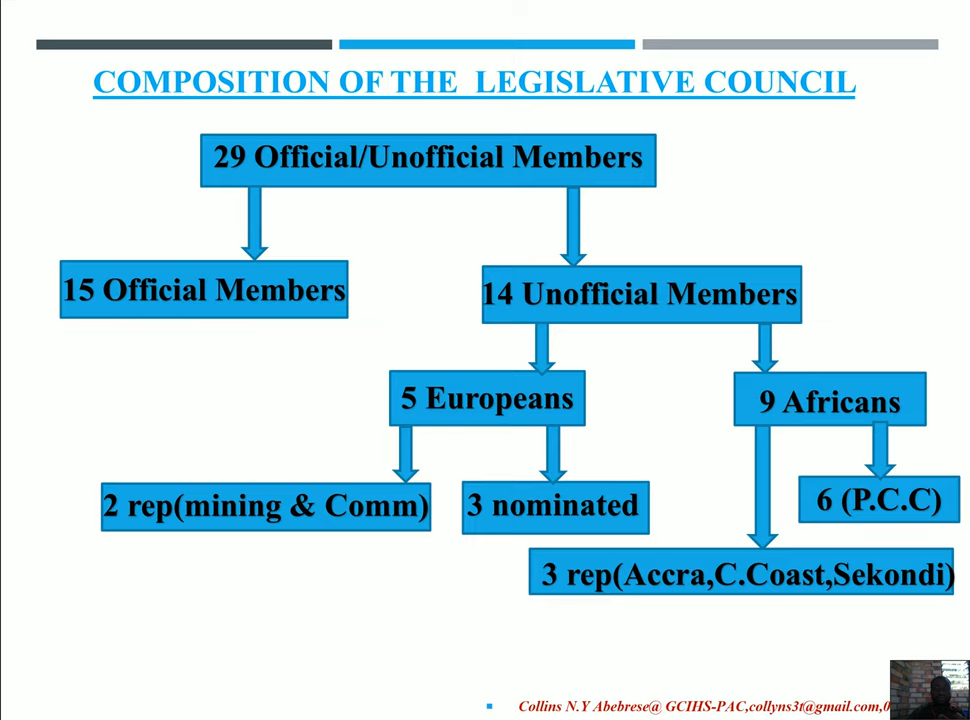 COMPOSITION OF THE LEGISLATIVE COUNCIL
29 Official/Unofficial Members
15 Official Members
14 Unofficial Members
5 Europeans
9 Africans
2 rep(mining & Comm)
3 nominated
6 (P.C.C)
3 rep(Accra,C.Coast,Sekondi)
Collins N.Y Abebrese@ GCIHS-PAC,collyns3t@gmail.com,0